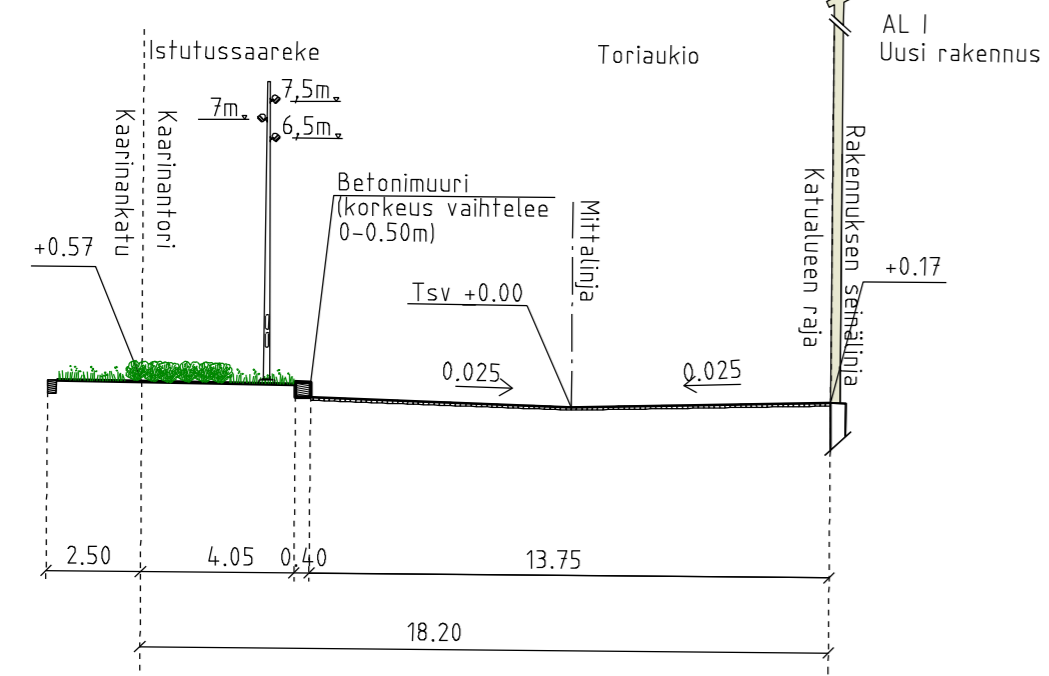 AL I
Uusi rakennus
Istutussaareke
Toriaukio
7,5m
7m
6,5m
Kaarinankatu
Kaarinantori
Betonimuuri
(korkeus vaihtelee
0-0.50m)
Mittalinja
Katualueen raja
Rakennuksen seinälinja
+0.57
+0.17
Tsv +0.00
0.025
0.025
2.50
4.05
0.40
13.75
18.20